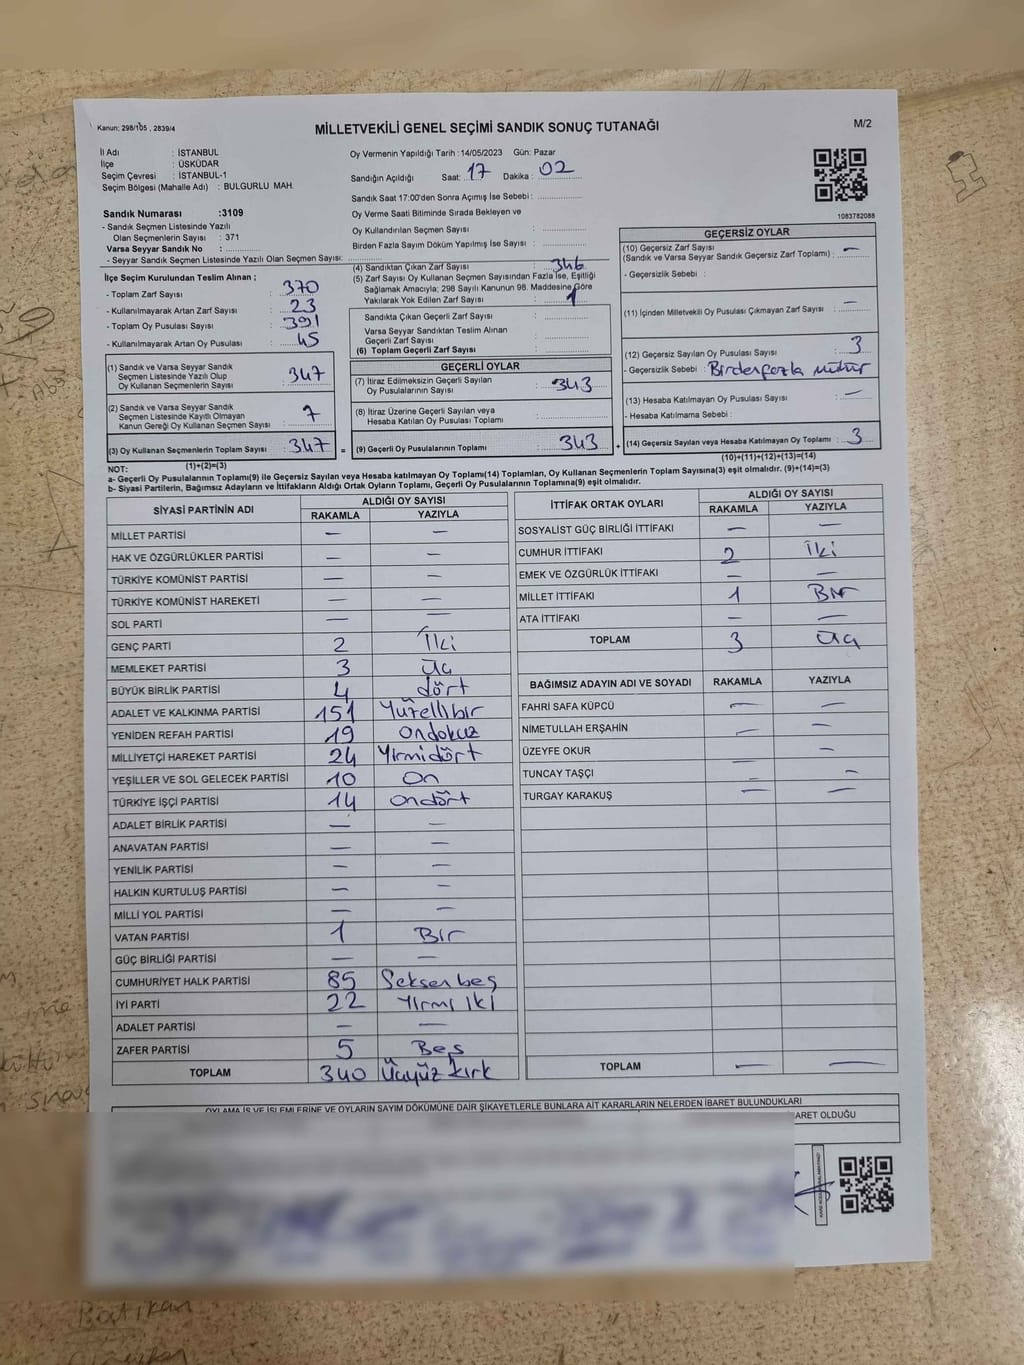 Kanun: 298/105 , 2839/4
MİLLETVEKİLİ GENEL SEÇİMİ SANDIK SONUÇ TUTANAĞI
M/2
İl Adı : İSTANBUL
İlçe : ÜSKÜDAR
Seçim Çevresi : İSTANBUL-1
Seçim Bölgesi (Mahalle Adı) : BULGURLU MAH.
Sandık Numarası :3109
- Sandık Seçmen Listesinde Yazılı
Olan Seçmenlerin Sayısı : 371
Varsa Seyyar Sandık No :
- Seyyar Sandık Seçmen Listesinde Yazılı Olan Seçmen Sayısı:
Oy Vermenin Yapıldığı Tarih :14/05/2023 Gün: Pazar
Sandığın Açıldığı Saat: 17 Dakika : 02
Sandık Saat 17:00'den Sonra Açımış İse Sebebi :
Oy Verme Saati Bitiminde Sırada Bekleyen ve
Oy Kullandırılan Seçmen Sayısı :
Birden Fazla Sayım Döküm Yapılmış İse Sayısı :
1083782088
İlçe Seçim Kurulundan Teslim Alınan ;
- Toplam Zarf Sayısı : 370
- Kullanılmayarak Artan Zarf Sayısı : 23
- Toplam Oy Pusulası Sayısı : 391
- Kullanılmayarak Artan Oy Pusulası : 45
(4) Sandıktan Çıkan Zarf Sayısı : 346
(5) Zarf Sayısı Oy Kullanan Seçmen Sayısından Fazla İse, Eşitliği
Sağlamak Amacıyla; 298 Sayılı Kanunun 98. Maddesine Göre
Yakılarak Yok Edilen Zarf Sayısı : 1
Sandıkta Çıkan Geçerli Zarf Sayısı :
Varsa Seyyar Sandıktan Teslim Alınan
Geçerli Zarf Sayısı :
(6) Toplam Geçerli Zarf Sayısı :
GEÇERSİZ OYLAR
(10) Geçersiz Zarf Sayısı
(Sandık ve Varsa Seyyar Sandık Geçersiz Zarf Toplamı) : —
- Geçersizlik Sebebi :
(11) İçinden Milletvekili Oy Pusulası Çıkmayan Zarf Sayısı : —
(12) Geçersiz Sayılan Oy Pusulası Sayısı : 3
- Geçersizlik Sebebi : Birdenfazla mühür
(13) Hesaba Katılmayan Oy Pusulası Sayısı : —
- Hesaba Katılmama Sebebi :
(14) Geçersiz Sayılan veya Hesaba Katılmayan Oy Toplamı : 3
(10)+(11)+(12)+(13)=(14)
(1) Sandık ve Varsa Seyyar Sandık
Seçmen Listesinde Yazılı Olup
Oy Kullanan Seçmenlerin Sayısı : 347
(2) Sandık ve Varsa Seyyar Sandık
Seçmen Listesinde Kayıtlı Olmayan
Kanun Gereği Oy Kullanan Seçmen Sayısı :
(3) Oy Kullanan Seçmenlerin Toplam Sayısı : 347
(1)+(2)=(3)
=
GEÇERLİ OYLAR
(7) İtiraz Edilmeksizin Geçerli Sayılan
Oy Pusulalarının Sayısı : 343
(8) İtiraz Üzerine Geçerli Sayılan veya
Hesaba Katılan Oy Pusulası Toplamı :
(9) Geçerli Oy Pusulalarının Toplamı : 343
+
NOT:
a- Geçerli Oy Pusulalarının Toplamı(9) ile Geçersiz Sayılan veya Hesaba katılmayan Oy Toplamı(14) Toplamları, Oy Kullanan Seçmenlerin Toplam Sayısına(3) eşit olmalıdır. (9)+(14)=(3)
b- Siyasi Partilerin, Bağımsız Adayların ve İttifakların Aldığı Ortak Oyların Toplamı, Geçerli Oy Pusulalarının Toplamına(9) eşit olmalıdır.
SİYASİ PARTİNİN ADI ALDIĞI OY SAYISI
RAKAMLA YAZIYLA
MİLLET PARTİSİ — —
HAK VE ÖZGÜRLÜKLER PARTİSİ — —
TÜRKİYE KOMÜNİST PARTİSİ — —
TÜRKİYE KOMÜNİST HAREKETİ — —
SOL PARTİ — —
GENÇ PARTİ 2 İki
MEMLEKET PARTİSİ 3 Üç
BÜYÜK BİRLİK PARTİSİ 4 dört
ADALET VE KALKINMA PARTİSİ 151 Yüzellibir
YENİDEN REFAH PARTİSİ 19 ondokuz
MİLLİYETÇİ HAREKET PARTİSİ 24 Yirmidört
YEŞİLLER VE SOL GELECEK PARTİSİ 10 On
TÜRKİYE İŞÇİ PARTİSİ 14 ondört
ADALET BİRLİK PARTİSİ — —
ANAVATAN PARTİSİ — —
YENİLİK PARTİSİ — —
HALKIN KURTULUŞ PARTİSİ — —
MİLLİ YOL PARTİSİ — —
VATAN PARTİSİ 1 Bir
GÜÇ BİRLİĞİ PARTİSİ — —
CUMHURİYET HALK PARTİSİ 85 Seksenbeş
İYİ PARTİ 22 Yirmi iki
ADALET PARTİSİ — —
ZAFER PARTİSİ 5 Beş
TOPLAM 340 Üçyüz kırk
İTTİFAK ORTAK OYLARI ALDIĞI OY SAYISI
RAKAMLA YAZIYLA
SOSYALİST GÜÇ BİRLİĞİ İTTİFAKI — —
CUMHUR İTTİFAKI 2 İki
EMEK VE ÖZGÜRLÜK İTTİFAKI — —
MİLLET İTTİFAKI 1 Bir
ATA İTTİFAKI — —
TOPLAM 3 Üç
BAĞIMSIZ ADAYIN ADI VE SOYADI RAKAMLA YAZIYLA
FAHRİ SAFA KÜPCÜ — —
NİMETULLAH ERŞAHİN — —
ÜZEYFE OKUR — —
TUNCAY TAŞÇI — —
TURGAY KARAKUŞ — —
TOPLAM — —
OYLAMA İŞ VE İŞLEMLERİNE VE OYLARIN SAYIM DÖKÜMÜNE DAİR ŞİKAYETLERLE BUNLARA AİT KARARLARIN NELERDEN İBARET BULUNDUKLARI
ARET OLDUĞU
Batıkan